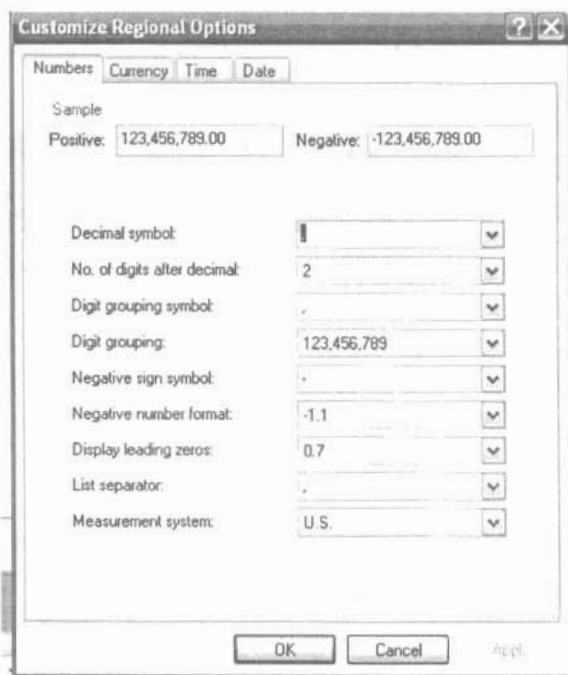 Customize Regional Options
Numbers Currency Time Date
Sample
Positive: 123,456,789.00 Negative: -123,456,789.00
Decimal symbol: .
No. of digits after decimal: 2
Digit grouping symbol: ,
Digit grouping: 123,456,789
Negative sign symbol: -
Negative number format: -1.1
Display leading zeros: 0.7
List separator: ,
Measurement system: U.S.
OK Cancel